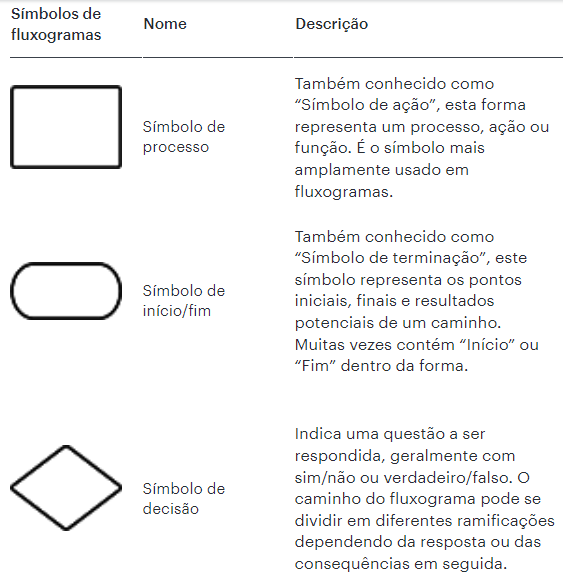 Símbolos de
fluxogramas
Nome
Descrição
Símbolo de
processo
Também conhecido como
“Símbolo de ação”, esta forma
representa um processo, ação ou
função. É o símbolo mais
amplamente usado em
fluxogramas.
Símbolo de
início/fim
Também conhecido como
“Símbolo de terminação”, este
símbolo representa os pontos
iniciais, finais e resultados
potenciais de um caminho.
Muitas vezes contém “Início” ou
“Fim” dentro da forma.
Símbolo de
decisão
Indica uma questão a ser
respondida, geralmente com
sim/não ou verdadeiro/falso. O
caminho do fluxograma pode se
dividir em diferentes ramificações
dependendo da resposta ou das
consequências em seguida.